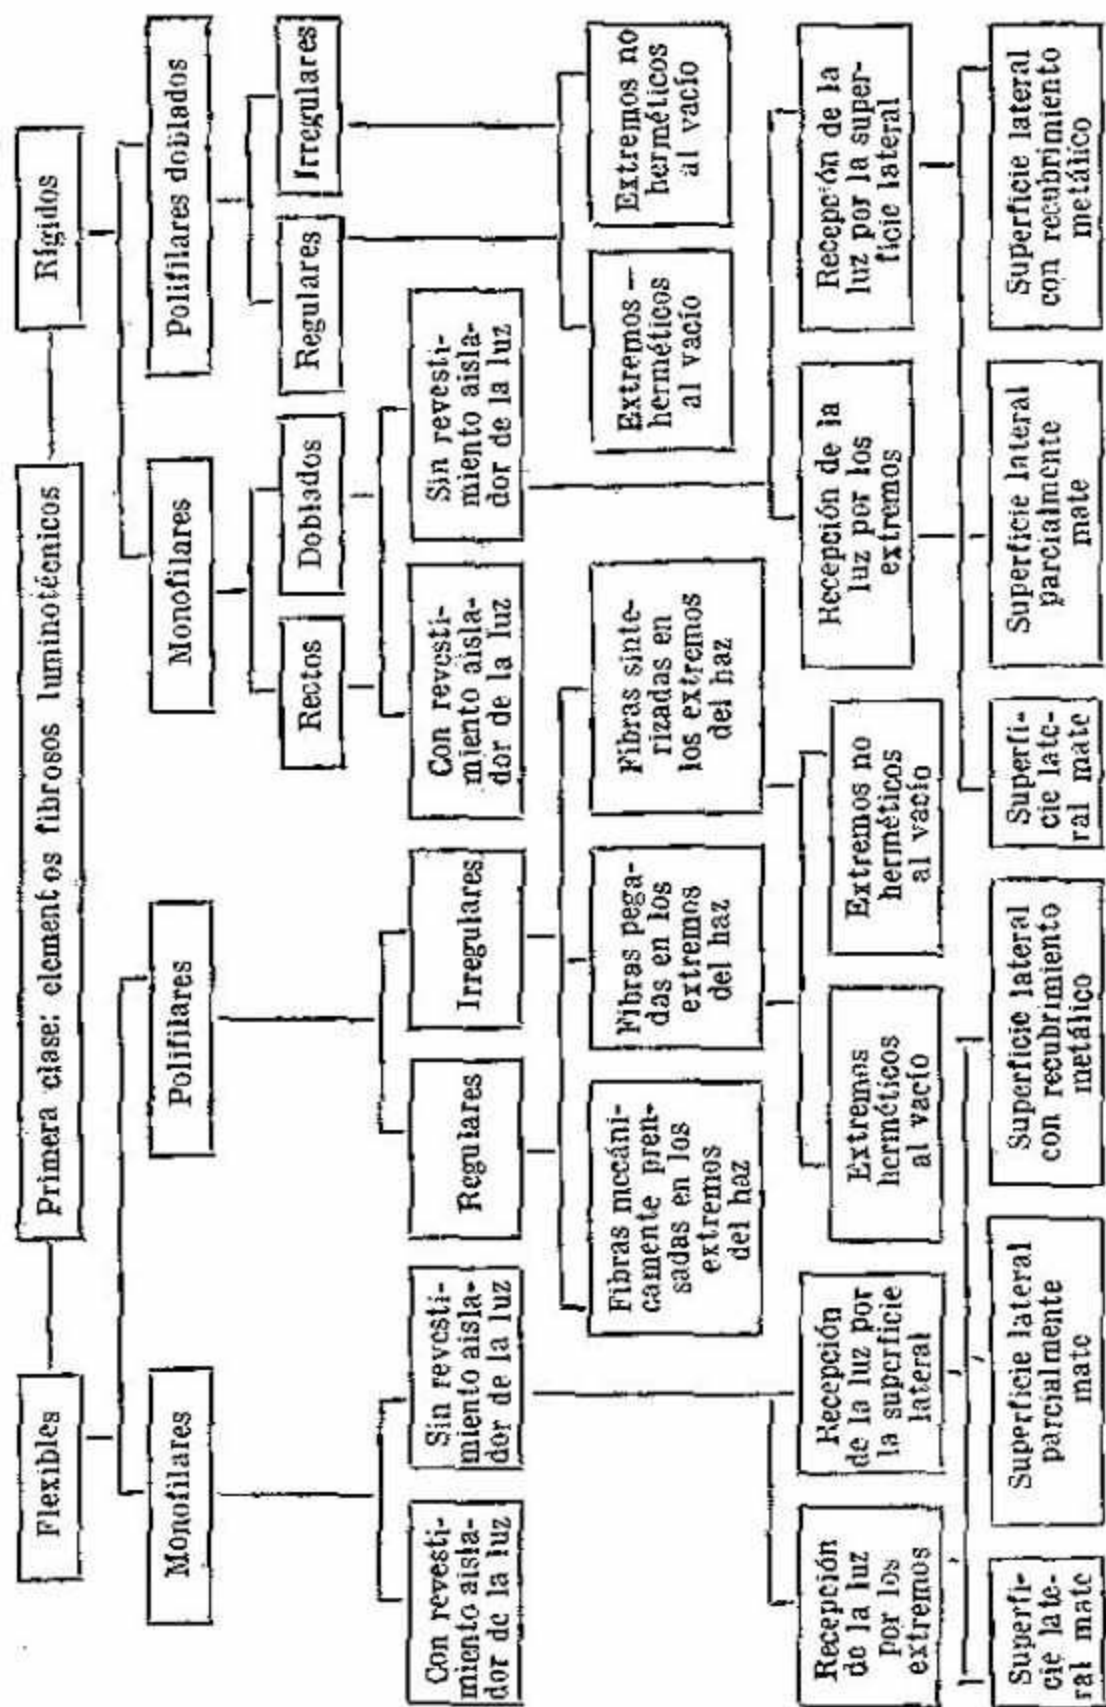 Flexibles
Primera clase: elementos fibrosos luminotécnicos
Rígidos
Monofilares
Polifilares
Monofilares
Polifilares doblados
Rectos
Doblados
Regulares
Irregulares
Con revesti-
miento aisla-
dor de la luz
Sin revesti-
miento aisla-
dor de la luz
Regulares
Irregulares
Con revesti-
miento aisla-
dor de la luz
Sin revesti-
miento aisla-
dor de la luz
Fibras mecáni-
camente pren-
sadas en los
extremos
del haz
Fibras pega-
das en los
extremos
del haz
Fibras sinte-
rizadas en
los extremos
del haz
Extremos —
herméticos
al vacío
Extremos no
herméticos
al vacío
Recepción
de la luz
por los
extremos
Recepción
de la luz por
la superficie
lateral
Extremos
herméticos
al vacío
Extremos no
herméticos
al vacío
Recepción de la
luz por los
extremos
Recepción de la
luz por la super-
ficie lateral
Superfi-
cie late-
ral mate
Superficie lateral
parcialmente
mate
Superficie lateral
con recubrimiento
metálico
Superfi-
cie late-
ral mate
Superficie lateral
parcialmente
mate
Superficie lateral
con recubrimiento
metálico